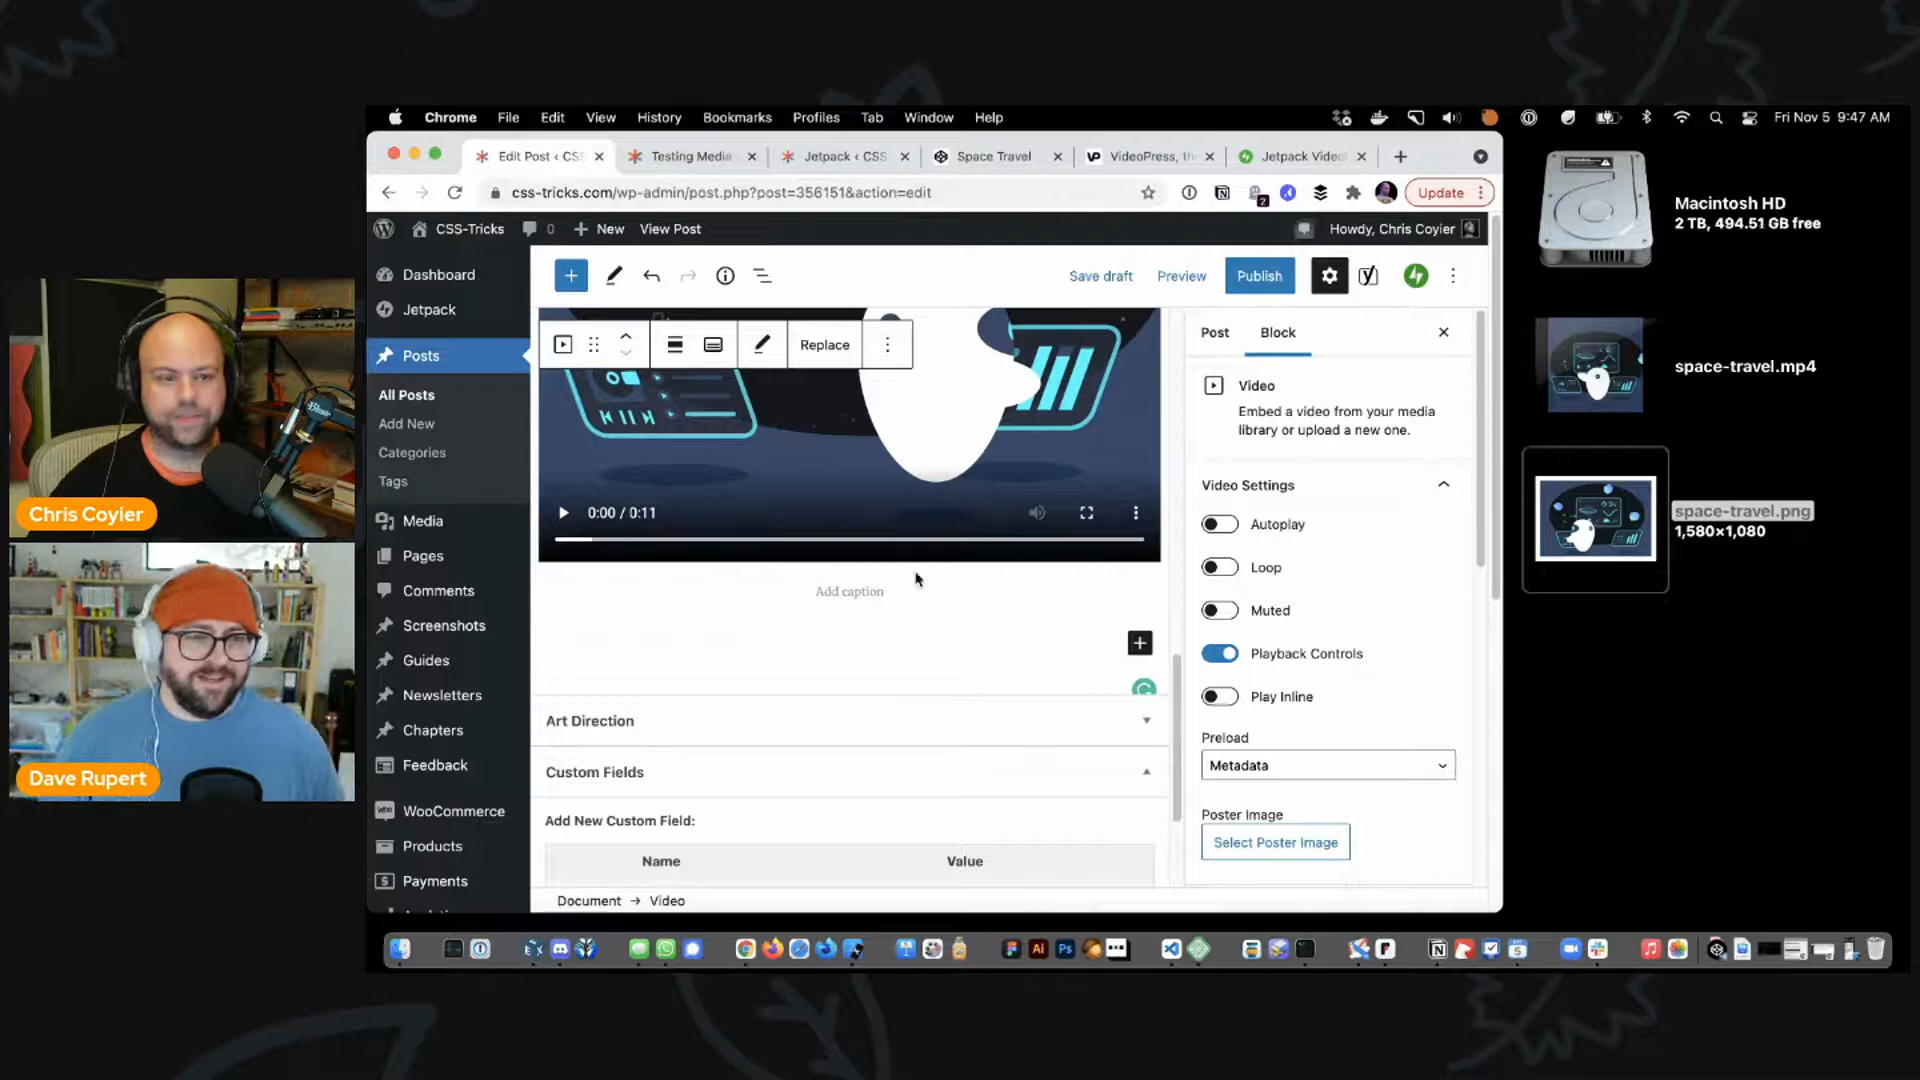 Chrome File Edit View History Bookmarks Profiles Tab Window Help Fri Nov 5 9:47 AM
Edit Post ‹ CSS Testing Media Jetpack ‹ CSS Space Travel VideoPress, th Jetpack Video
css-tricks.com/wp-admin/post.php?post=356151&action=edit
2
Update
CSS-Tricks 0 New View Post Howdy, Chris Coyier
Dashboard
Jetpack
Posts
All Posts
Add New
Categories
Tags
Media
Pages
Comments
Screenshots
Guides
Newsletters
Chapters
Feedback
WooCommerce
Products
Payments
Save draft Preview Publish
Replace
0:00 / 0:11
Add caption
Art Direction
Custom Fields
Add New Custom Field:
Name Value
Document → Video
Post Block
Video
Embed a video from your media
library or upload a new one.
Video Settings
Autoplay
Loop
Muted
Playback Controls
Play Inline
Preload
Metadata
Poster Image
Select Poster Image
Macintosh HD
2 TB, 494.51 GB free
space-travel.mp4
space-travel.png
1,580×1,080
Chris Coyier
Dave Rupert
Blue
woo
Ai
Ps